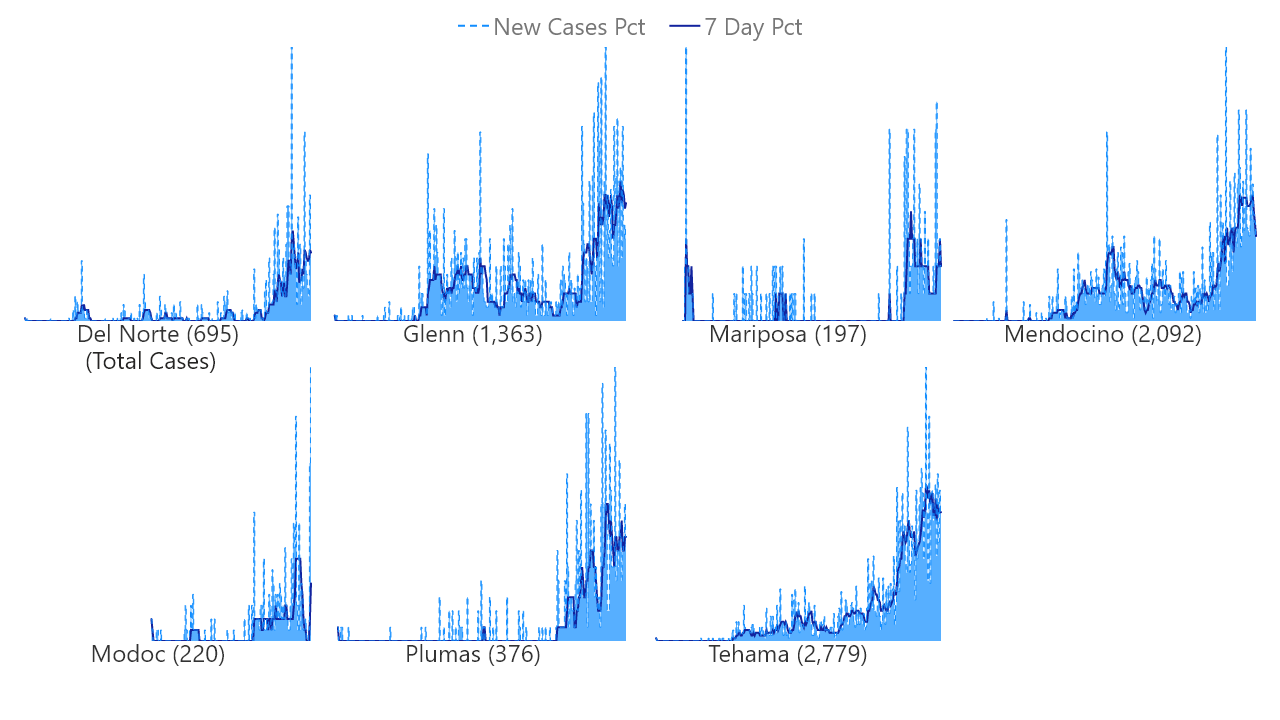 New Cases Pct 7 Day Pct
Del Norte (695) Glenn (1,363) Mariposa (197) Mendocino (2,092)
(Total Cases)
Modoc (220) Plumas (376) Tehama (2,779)